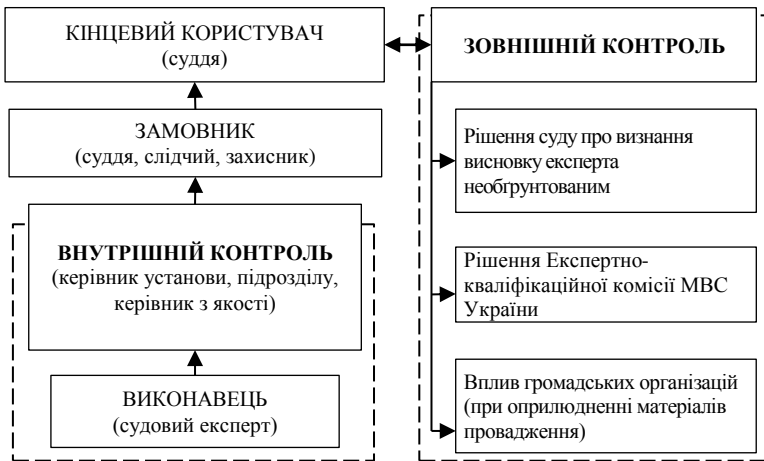 КІНЦЕВИЙ КОРИСТУВАЧ
(суддя)
ЗАМОВНИК
(суддя, слідчий, захисник)
ВНУТРІШНІЙ КОНТРОЛЬ
(керівник установи, підрозділу,
керівник з якості)
ВИКОНАВЕЦЬ
(судовий експерт)
ЗОВНІШНІЙ КОНТРОЛЬ
Рішення суду про визнання
висновку експерта
необґрунтованим
Рішення Експертно-
кваліфікаційної комісії МВС
України
Вплив громадських організацій
(при оприлюдненні матеріалів
провадження)